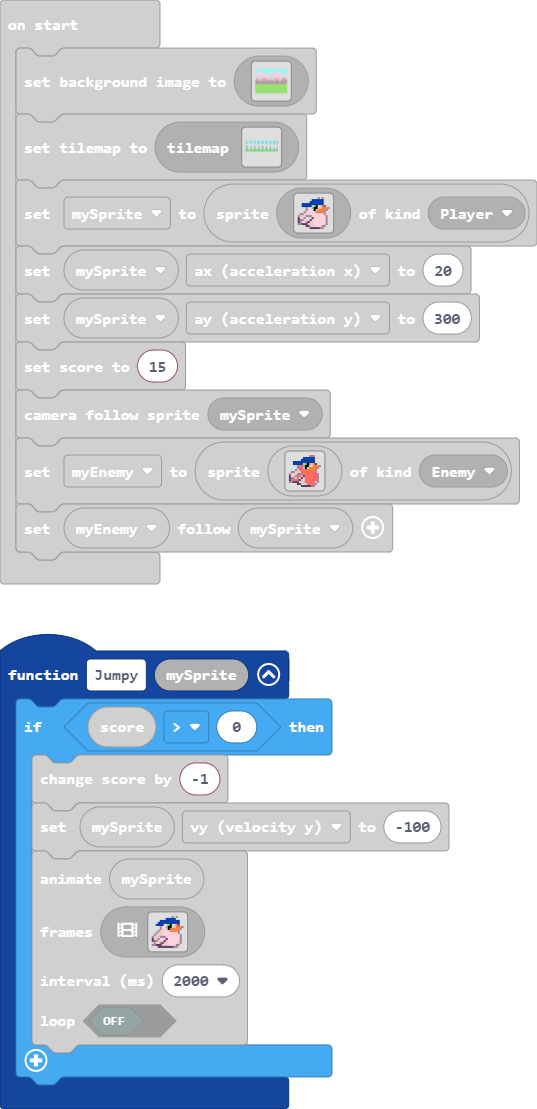 on start
set background image to
set tilemap to tilemap
set mySprite to sprite of kind Player
set mySprite ax (acceleration x) to 20
set mySprite ay (acceleration y) to 300
set score to 15
camera follow sprite mySprite
set myEnemy to sprite of kind Enemy
set myEnemy follow mySprite
function Jumpy mySprite
if score > 0 then
change score by -1
set mySprite vy (velocity y) to -100
animate mySprite
frames
interval (ms) 2000
loop OFF